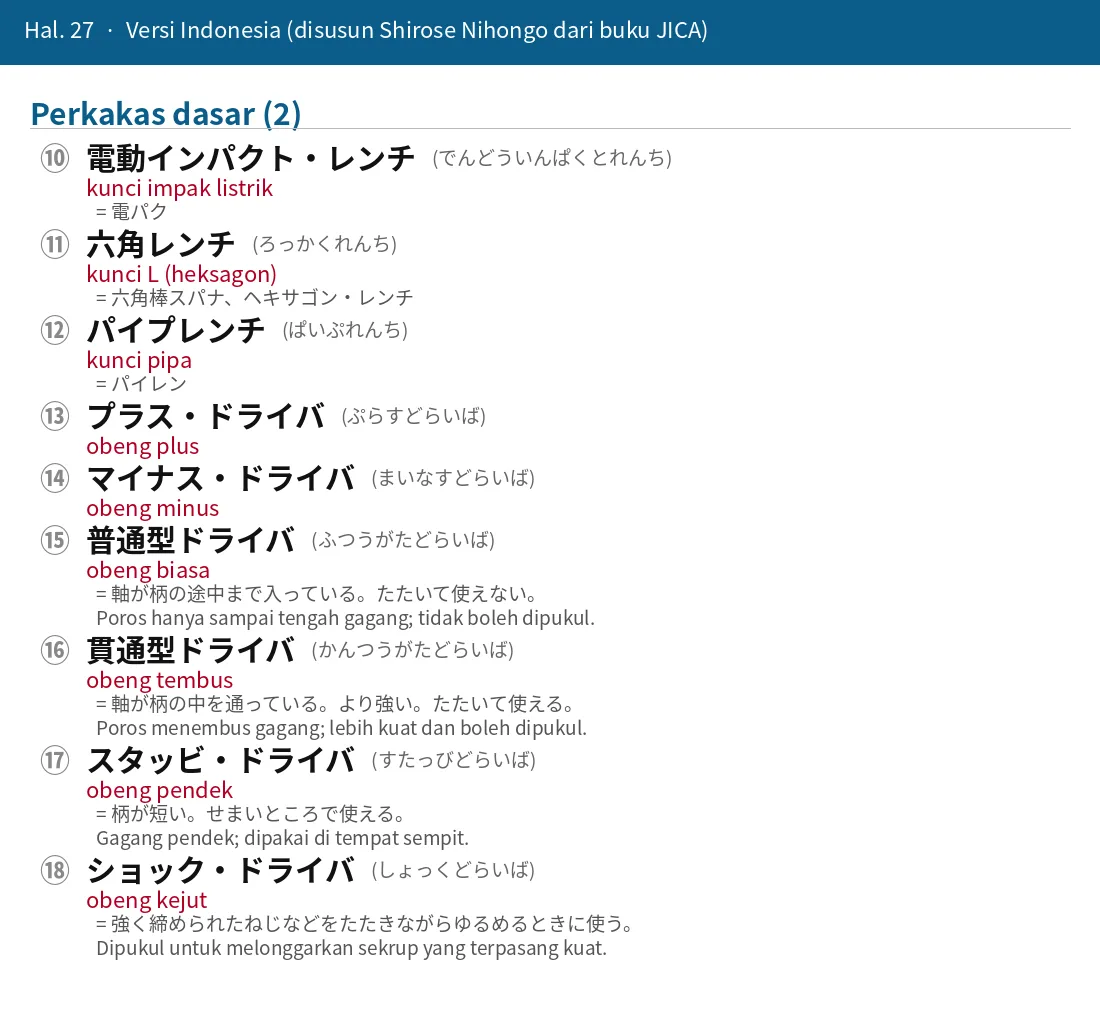 Hal. 27 · Versi Indonesia (disusun Shirose Nihongo dari buku JICA)
Perkakas dasar (2)
⑩ 電動インパクト・レンチ (でんどういんぱくとれんち)
kunci impak listrik
= 電パク
⑪ 六角レンチ (ろっかくれんち)
kunci L (heksagon)
= 六角棒スパナ、ヘキサゴン・レンチ
⑫ パイプレンチ (ぱいぷれんち)
kunci pipa
= パイレン
⑬ プラス・ドライバ (ぷらすどらいば)
obeng plus
⑭ マイナス・ドライバ (まいなすどらいば)
obeng minus
⑮ 普通型ドライバ (ふつうがたどらいば)
obeng biasa
= 軸が柄の途中まで入っている。たたいて使えない。
Poros hanya sampai tengah gagang; tidak boleh dipukul.
⑯ 貫通型ドライバ (かんつうがたどらいば)
obeng tembus
= 軸が柄の中を通っている。より強い。たたいて使える。
Poros menembus gagang; lebih kuat dan boleh dipukul.
⑰ スタッビ・ドライバ (すたっびどらいば)
obeng pendek
= 柄が短い。せまいところで使える。
Gagang pendek; dipakai di tempat sempit.
⑱ ショック・ドライバ (しょっくどらいば)
obeng kejut
= 強く締められたねじなどをたたきながらゆるめるときに使う。
Dipukul untuk melonggarkan sekrup yang terpasang kuat.